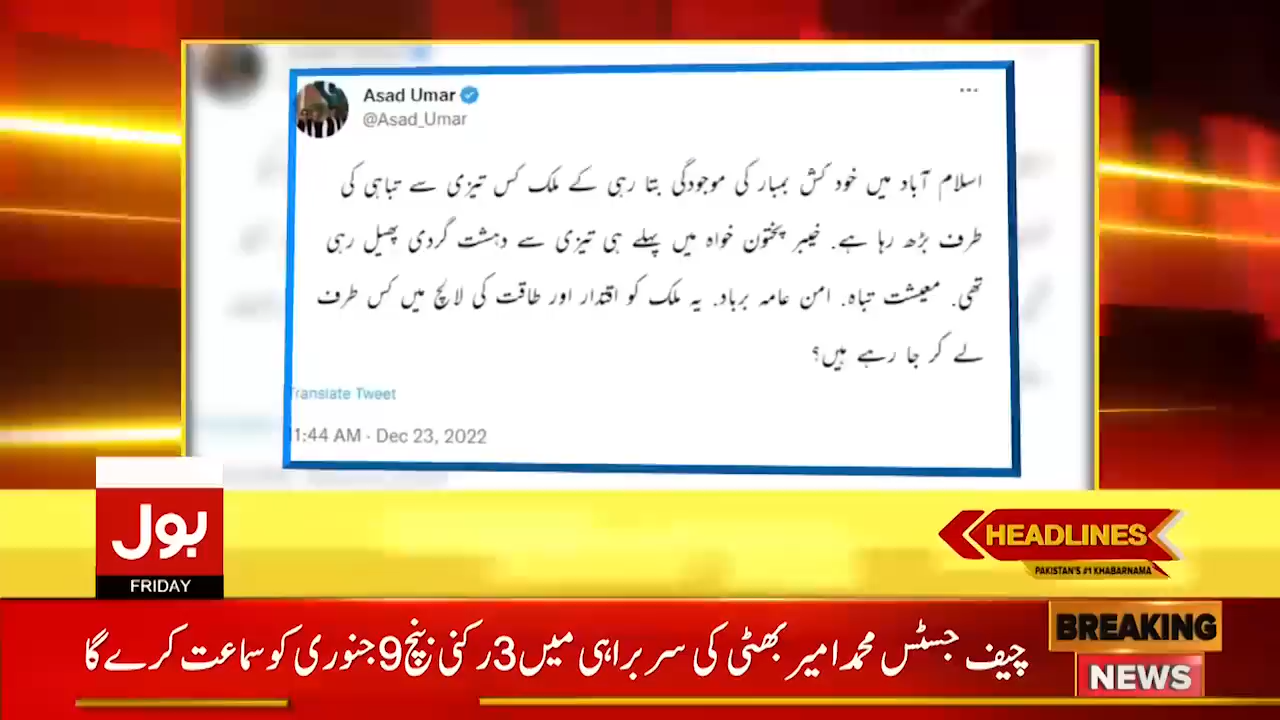 Asad Umar
@Asad_Umar
اسلام آباد میں خود کش بمبار کی موجودگی بتا رہی کے ملک کس تیزی سے تباہی کی
طرف بڑھ رہا ہے. خیبر پختون خواہ میں پہلے ہی تیزی سے دہشت گردی پھیل رہی
تھی. معیشت تباہ. امن عامہ برباد. یہ ملک کو اقتدار اور طاقت کی لالچ میں کس طرف
لے کر جا رہے ہیں؟
Translate Tweet
11:44 AM · Dec 23, 2022
بول
FRIDAY
HEADLINES
PAKISTAN'S #1 KHABARNAMA
چیف جسٹس محمد امیر بھٹی کی سربراہی میں 3 رکنی بنچ 9 جنوری کو سماعت کرے گا
BREAKING
NEWS